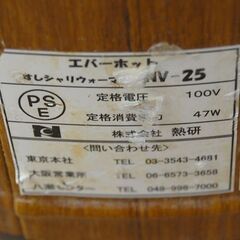 エバーホット
すしシャリウォーマー NV-25
PS
E
定格電圧 100V
定格消費電力 47W
株式会社 熱研
<問い合わせ先>
東京本社 TEL 03-3543-4681
大阪営業所 TEL 06-6573-3658
八潮センター TEL 048-998-7000